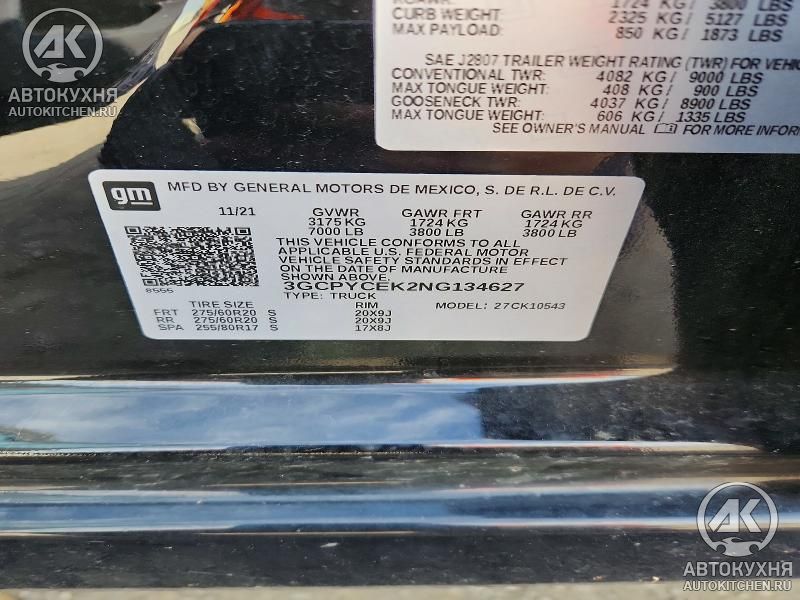 AK
АВТОКУХНЯ
AUTOKITCHEN.RU
1724 KG / 3800 LBS
CURB WEIGHT: 2325 KG / 5127 LBS
MAX PAYLOAD: 850 KG / 1873 LBS
SAE J2807 TRAILER WEIGHT RATING (TWR) FOR
CONVENTIONAL TWR: 4082 KG / 9000 LBS
MAX TONGUE WEIGHT: 408 KG / 900 LBS
GOOSENECK TWR: 4037 KG / 8900 LBS
MAX TONGUE WEIGHT: 606 KG / 1335 LBS
SEE OWNER'S MANUAL FOR MORE
gm MFD BY GENERAL MOTORS DE MEXICO, S. DE R.L. DE C.V.
11/21 GVWR GAWR FRT GAWR RR
3175 KG 1724 KG 1724 KG
7000 LB 3800 LB 3800 LB
THIS VEHICLE CONFORMS TO ALL
APPLICABLE U.S. FEDERAL MOTOR
VEHICLE SAFETY STANDARDS IN EFFECT
ON THE DATE OF MANUFACTURE
SHOWN ABOVE.
3GCPYCEK2NG134627
TYPE: TRUCK MODEL: 27CK10543
TIRE SIZE RIM
FRT 275/60R20 S 20X9J
RR 275/60R20 S 20X9J
SPA 255/80R17 S 17X8J
AK
АВТОКУХНЯ
AUTOKITCHEN.RU